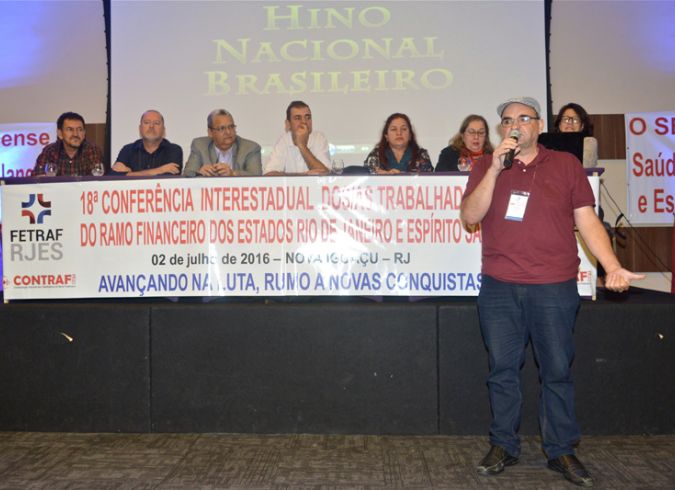 HINO
NACIONAL
BRASILEIRO
ense
lang
O SE
Saúd
e Es
FETRAF
RJES
CONTRAF
18ª CONFERÊNCIA INTERESTADUAL DOS/AS TRABALHAD
DO RAMO FINANCEIRO DOS ESTADOS RIO DE JANEIRO E ESPÍRITO SA
02 de julho de 2016 – NOVA IGUAÇU – RJ
AVANÇANDO NA LUTA, RUMO A NOVAS CONQUISTAS